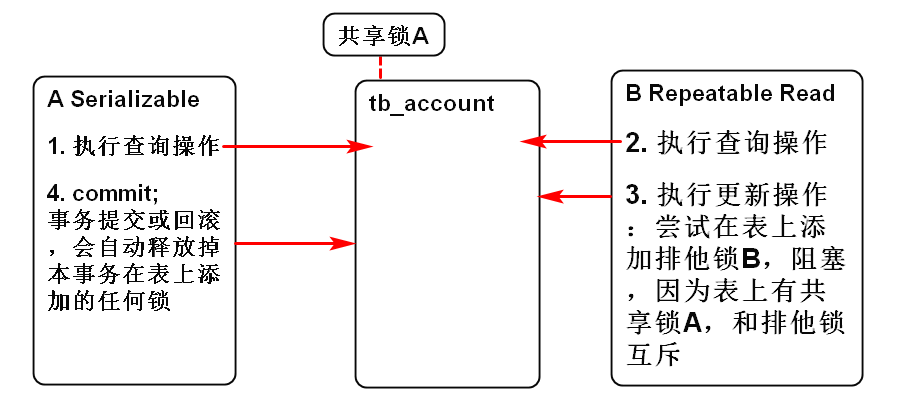 共享锁A
A Serializable
1. 执行查询操作
4. commit;
事务提交或回滚
，会自动释放掉
本事务在表上添
加的任何锁
tb_account
B Repeatable Read
2. 执行查询操作
3. 执行更新操作
：尝试在表上添
加排他锁B，阻塞
，因为表上有共
享锁A，和排他锁
互斥